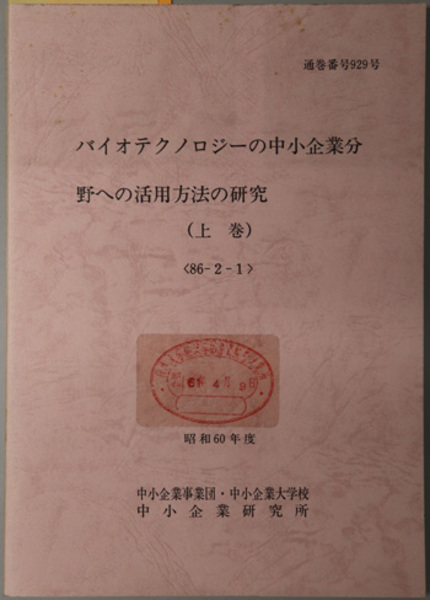 通巻番号929号
バイオテクノロジーの中小企業分
野への活用方法の研究
(上 巻)
〈86-2-1〉
61 4 9
昭和60年度
中小企業事業団・中小企業大学校
中小企業研究所